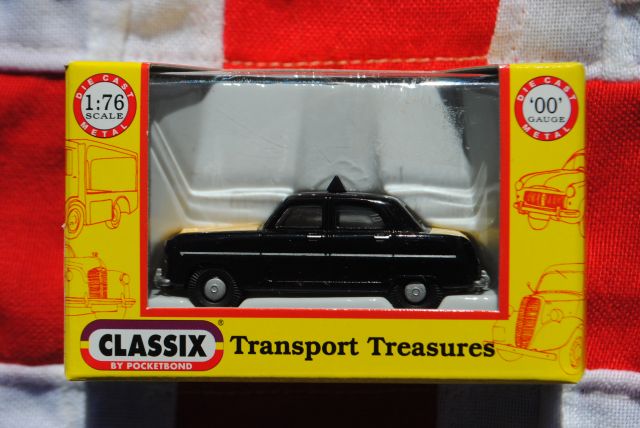 DIE CAST
1:76
SCALE
METAL
DIE CAST
'00'
GAUGE
METAL
CLASSIX®
BY POCKETBOND
Transport Treasures